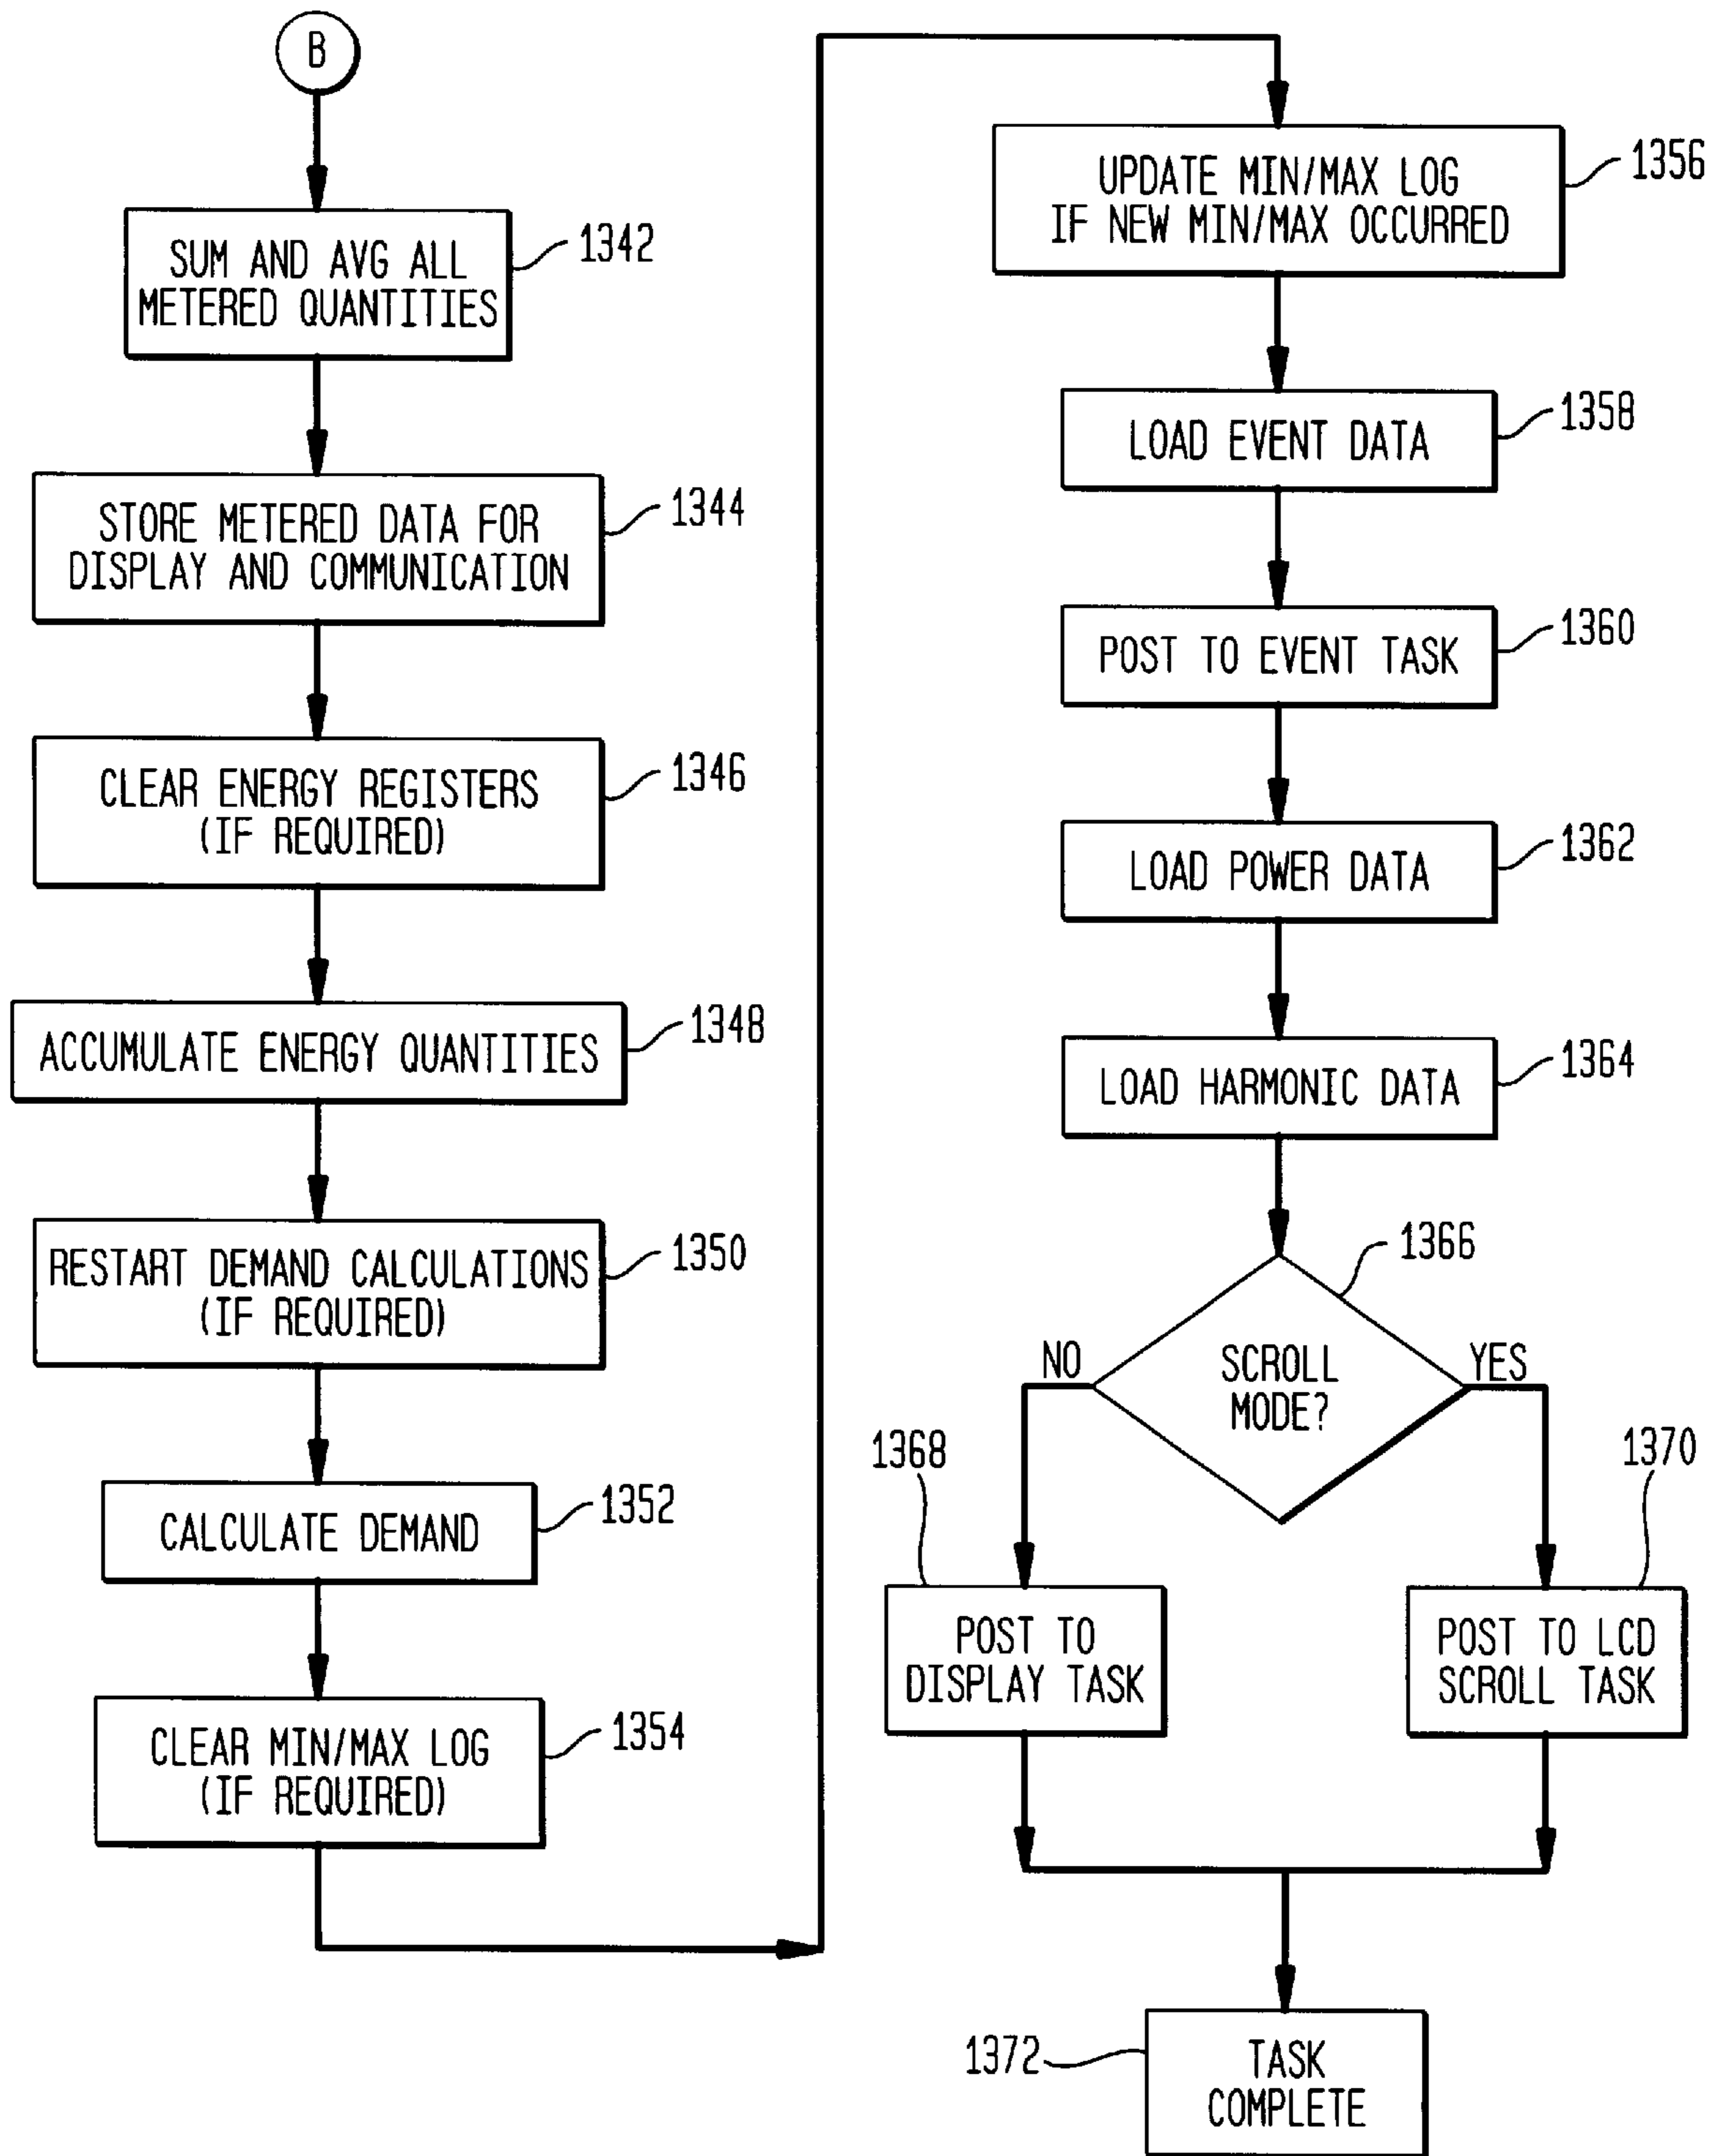 B
SUM AND AVG ALL
METERED QUANTITIES
1342
STORE METERED DATA FOR
DISPLAY AND COMMUNICATION
1344
CLEAR ENERGY REGISTERS
(IF REQUIRED)
1346
ACCUMULATE ENERGY QUANTITIES
1348
RESTART DEMAND CALCULATIONS
(IF REQUIRED)
1350
CALCULATE DEMAND
1352
CLEAR MIN/MAX LOG
(IF REQUIRED)
1354
UPDATE MIN/MAX LOG
IF NEW MIN/MAX OCCURRED
1356
LOAD EVENT DATA
1358
POST TO EVENT TASK
1360
LOAD POWER DATA
1362
LOAD HARMONIC DATA
1364
1366
SCROLL
MODE?
NO
YES
1368
POST TO
DISPLAY TASK
1370
POST TO LCD
SCROLL TASK
1372
TASK
COMPLETE